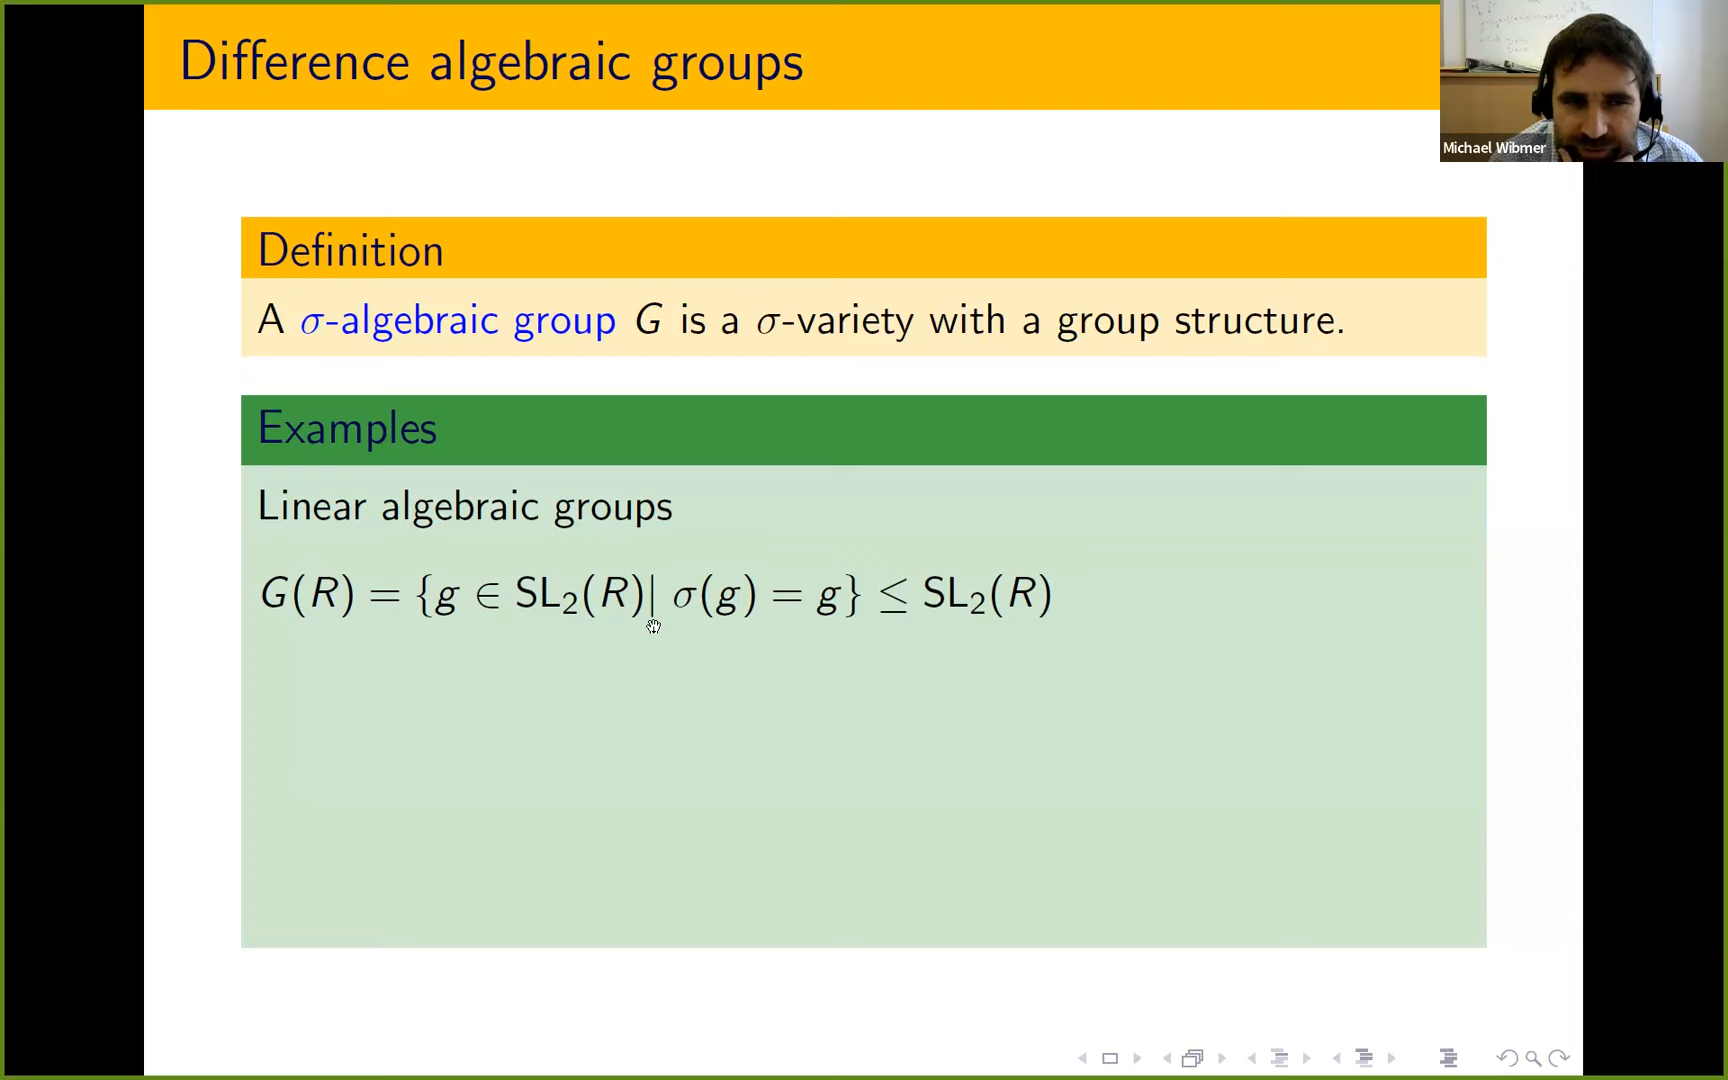 Difference algebraic groups
Michael Wibmer
Definition
A σ-algebraic group G is a σ-variety with a group structure.
Examples
Linear algebraic groups
G(R) = {g ∈ SL₂(R)| σ(g) = g} ≤ SL₂(R)